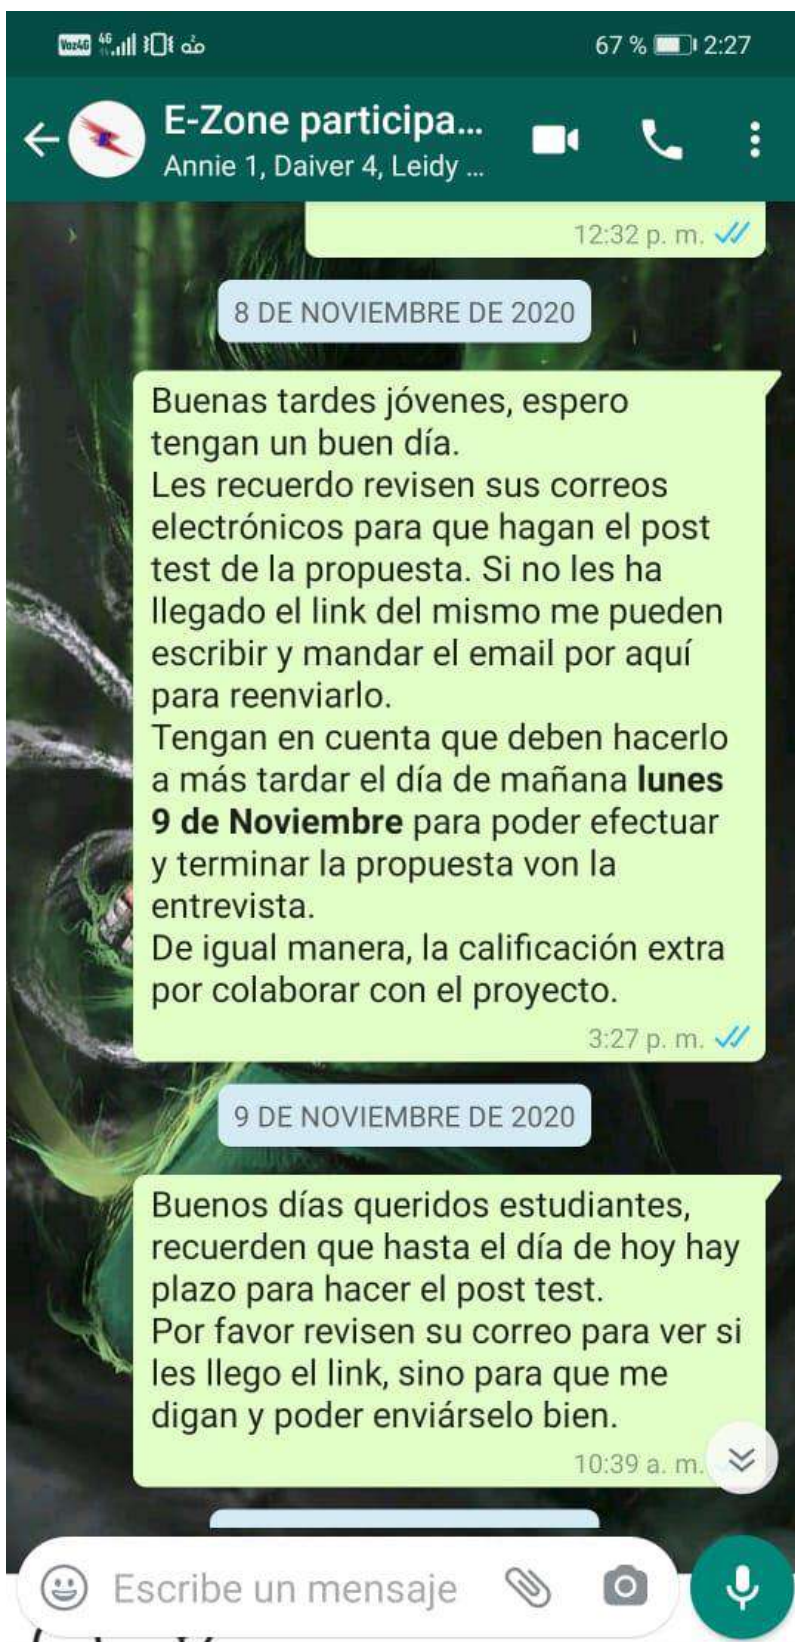 Voz4G 4G 67 % 2:27
E-Zone participa...
Annie 1, Daiver 4, Leidy ...
12:32 p. m.
8 DE NOVIEMBRE DE 2020
Buenas tardes jóvenes, espero
tengan un buen día.
Les recuerdo revisen sus correos
electrónicos para que hagan el post
test de la propuesta. Si no les ha
llegado el link del mismo me pueden
escribir y mandar el email por aquí
para reenviarlo.
Tengan en cuenta que deben hacerlo
a más tardar el día de mañana lunes
9 de Noviembre para poder efectuar
y terminar la propuesta von la
entrevista.
De igual manera, la calificación extra
por colaborar con el proyecto.
3:27 p. m.
9 DE NOVIEMBRE DE 2020
Buenos días queridos estudiantes,
recuerden que hasta el día de hoy hay
plazo para hacer el post test.
Por favor revisen su correo para ver si
les llego el link, sino para que me
digan y poder enviárselo bien.
10:39 a. m.
Escribe un mensaje